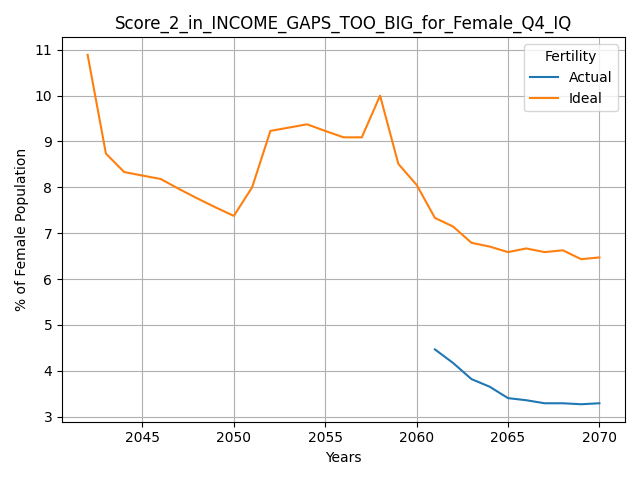 Score_2_in_INCOME_GAPS_TOO_BIG_for_Female_Q4_IQ
Fertility
Actual
Ideal
% of Female Population
11
10
9
8
7
6
5
4
3
2045 2050 2055 2060 2065 2070
Years